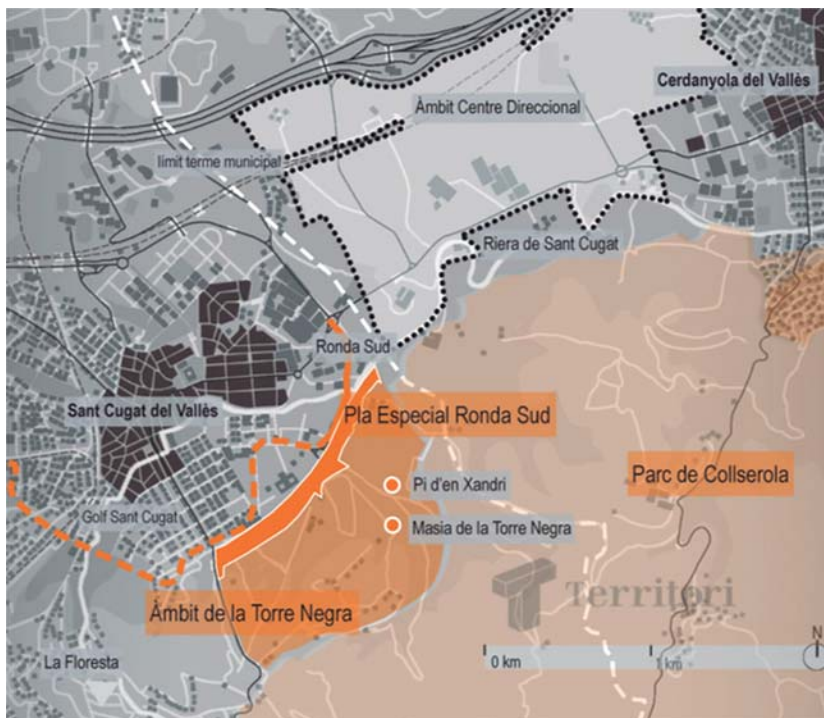 Cerdanyola del Vallès
Àmbit Centre Direccional
límit terme municipal
Riera de Sant Cugat
Ronda Sud
Sant Cugat del Vallès
Pla Especial Ronda Sud
Parc de Collserola
Pi d'en Xandri
Golf Sant Cugat
Masia de la Torre Negra
Territori
Àmbit de la Torre Negra
N
La Floresta
0 km
1 km